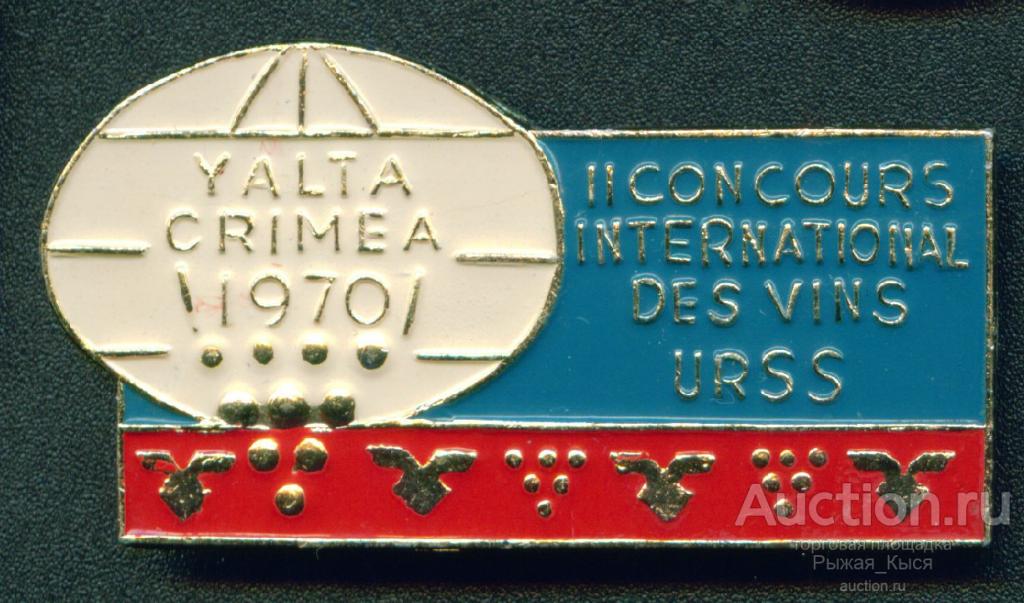 YALTA
CRIMEA
1970
II CONCOURS
INTERNATIONAL
DES VINS
URSS
Auction.ru
торговая площадка
Рыжая_Кыся
auction.ru